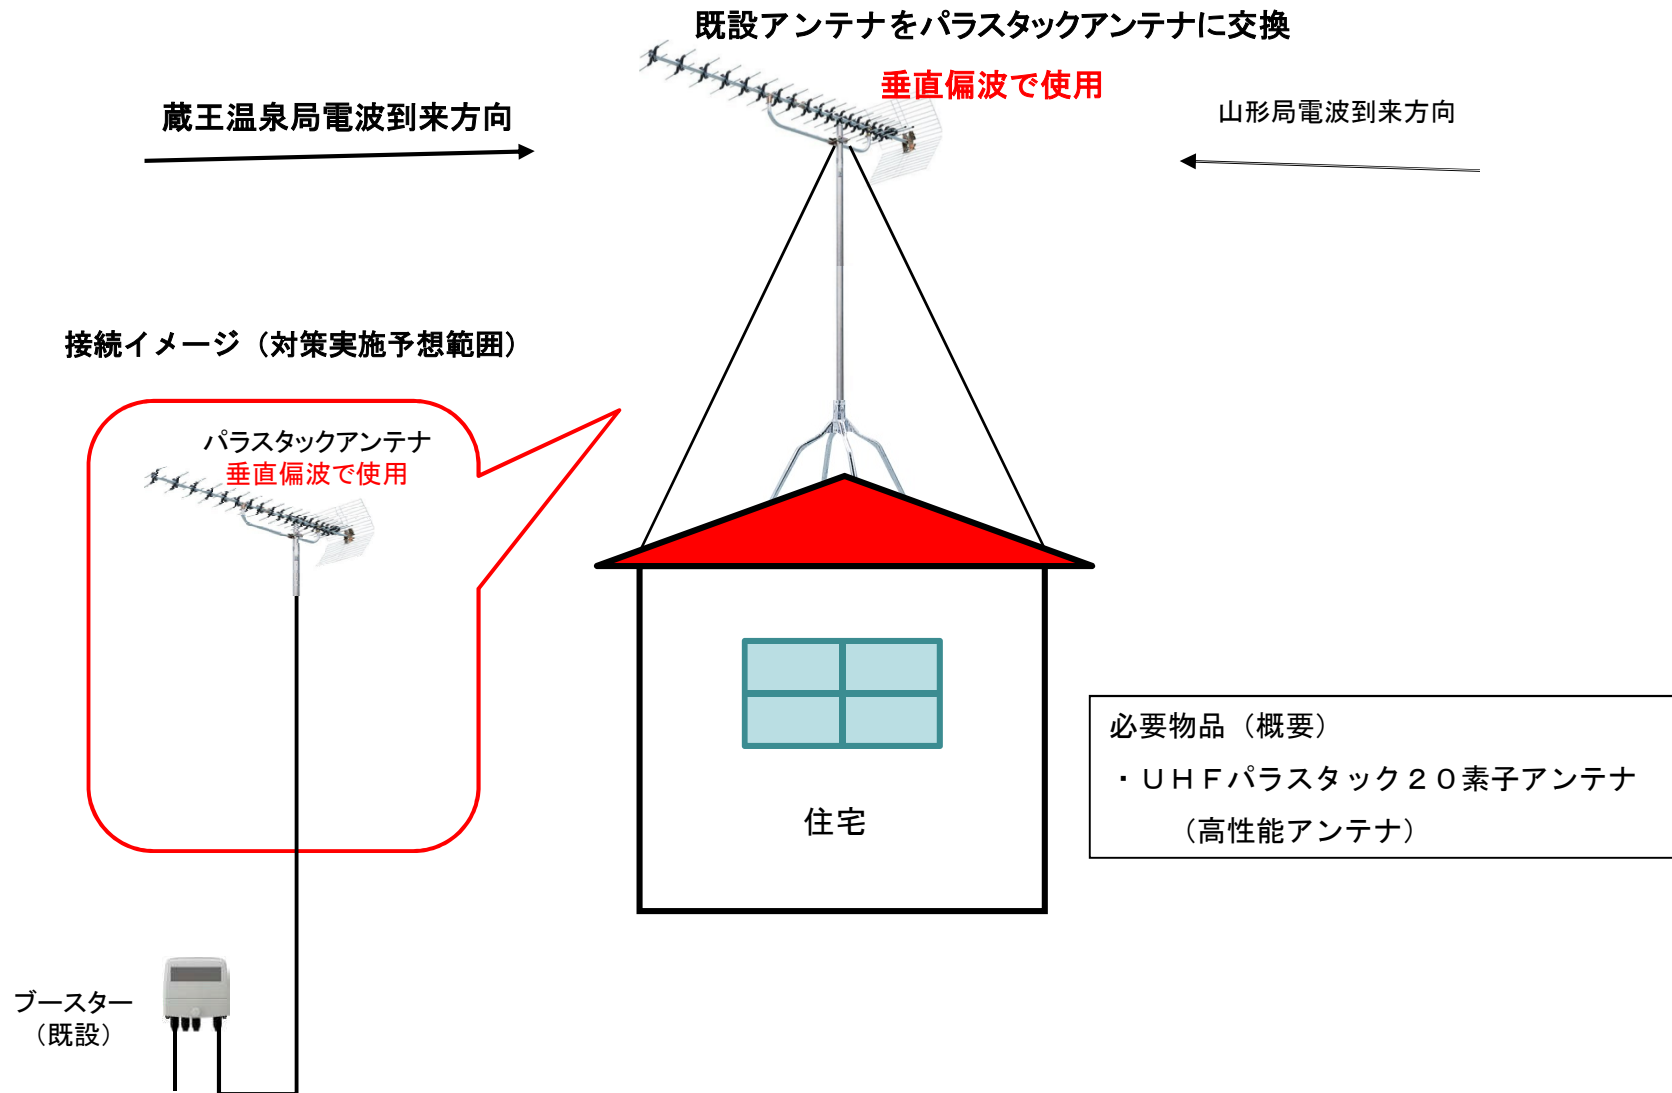 既設アンテナをパラスタックアンテナに交換
垂直偏波で使用
蔵王温泉局電波到来方向
山形局電波到来方向
接続イメージ（対策実施予想範囲）
パラスタックアンテナ
垂直偏波で使用
必要物品（概要）
・ＵＨＦパラスタック２０素子アンテナ
（高性能アンテナ）
住宅
ブースター
（既設）